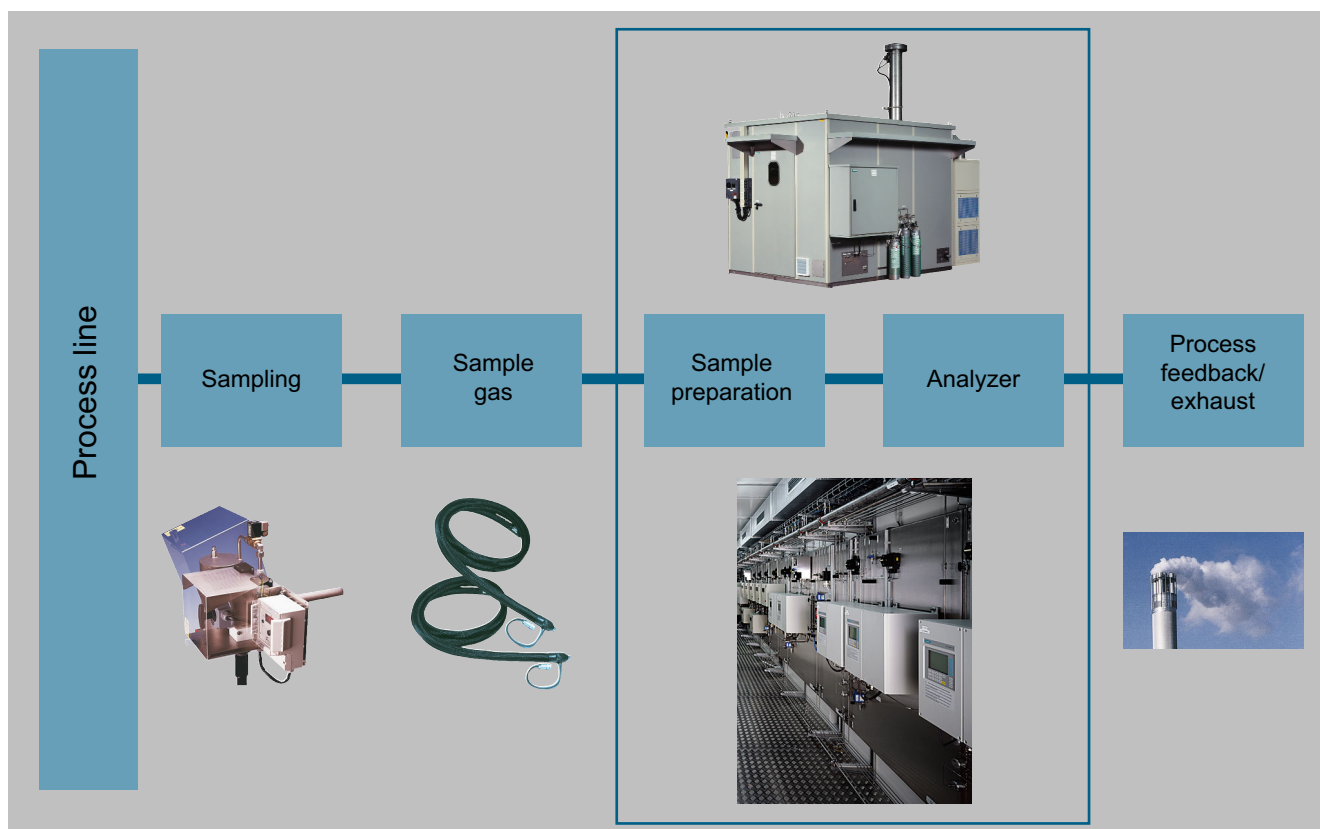 Process line
Sampling
Sample
gas
Sample
preparation
Analyzer
Process
feedback/
exhaust